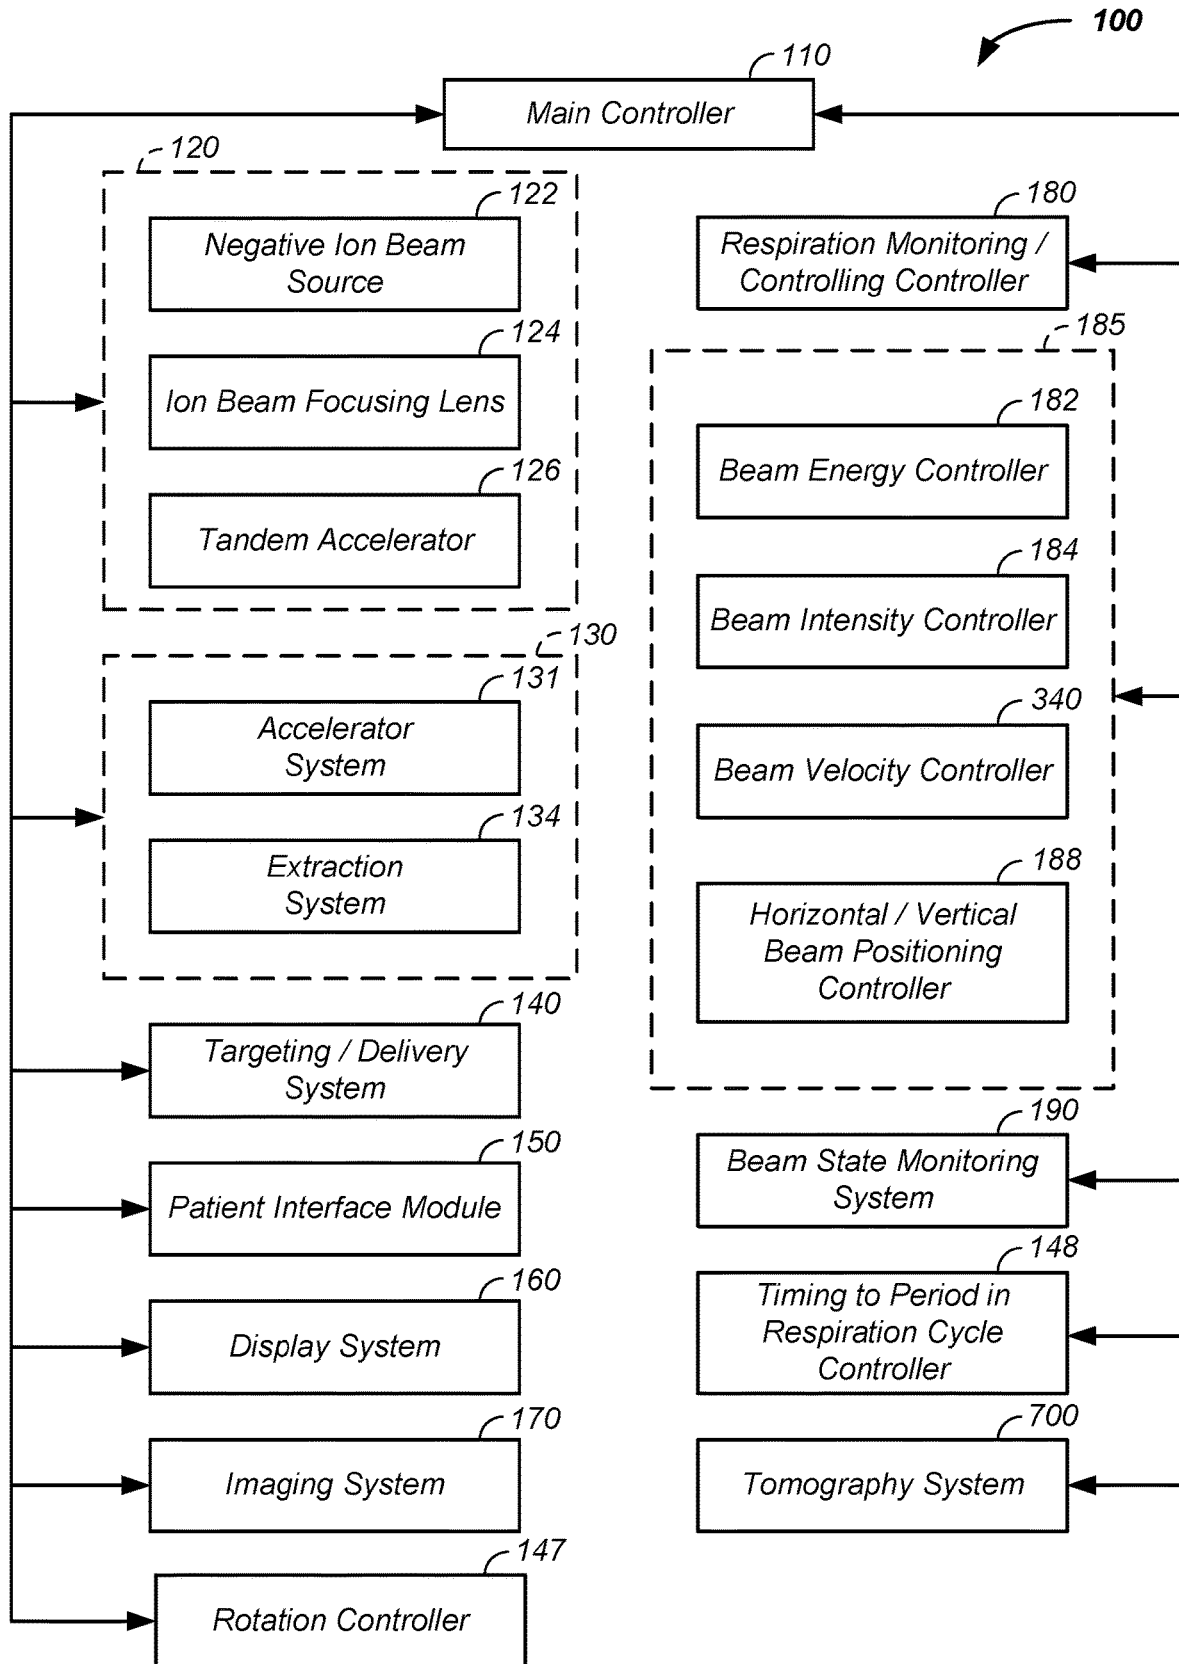 100
110
Main Controller
120
122
Negative Ion Beam
Source
124
Ion Beam Focusing Lens
126
Tandem Accelerator
130
131
Accelerator
System
134
Extraction
System
140
Targeting / Delivery
System
150
Patient Interface Module
160
Display System
170
Imaging System
147
Rotation Controller
180
Respiration Monitoring /
Controlling Controller
185
182
Beam Energy Controller
184
Beam Intensity Controller
340
Beam Velocity Controller
188
Horizontal / Vertical
Beam Positioning
Controller
190
Beam State Monitoring
System
148
Timing to Period in
Respiration Cycle
Controller
700
Tomography System